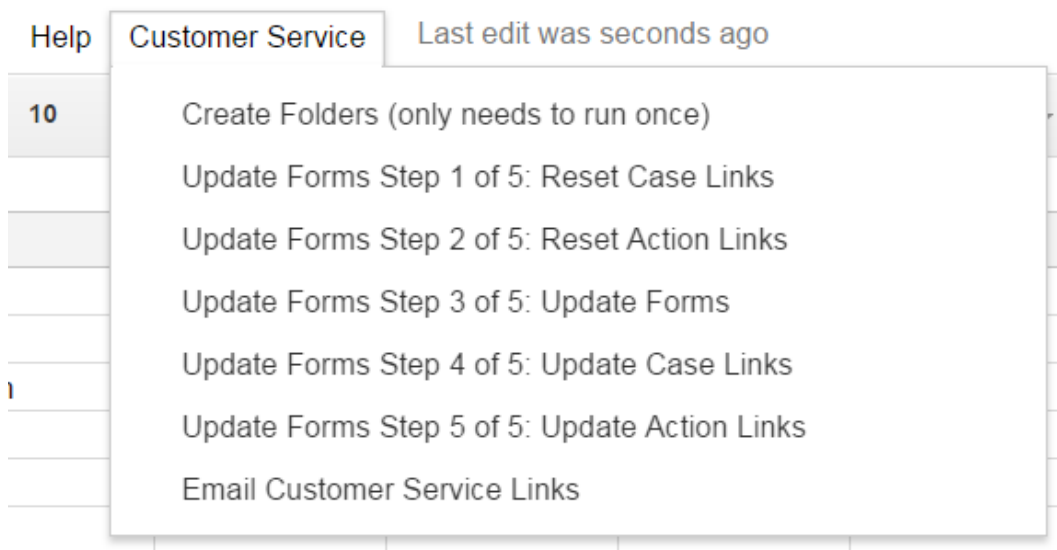 Help Customer Service Last edit was seconds ago
10
Create Folders (only needs to run once)
Update Forms Step 1 of 5: Reset Case Links
Update Forms Step 2 of 5: Reset Action Links
Update Forms Step 3 of 5: Update Forms
Update Forms Step 4 of 5: Update Case Links
Update Forms Step 5 of 5: Update Action Links
Email Customer Service Links